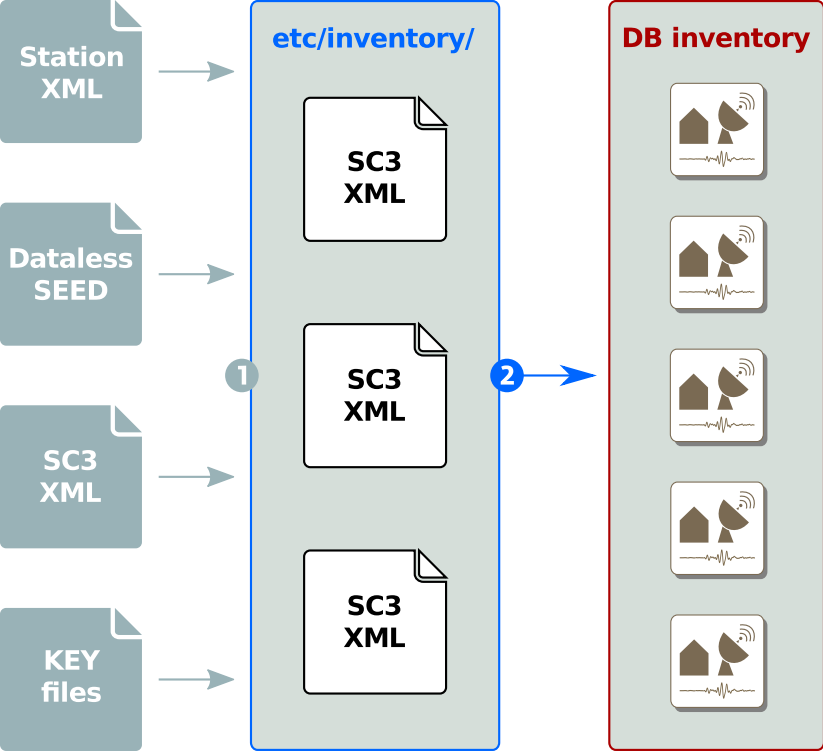 Station
XML
Dataless
SEED
SC3
XML
KEY
files
1
etc/inventory/
SC3
XML
SC3
XML
SC3
XML
2
DB inventory